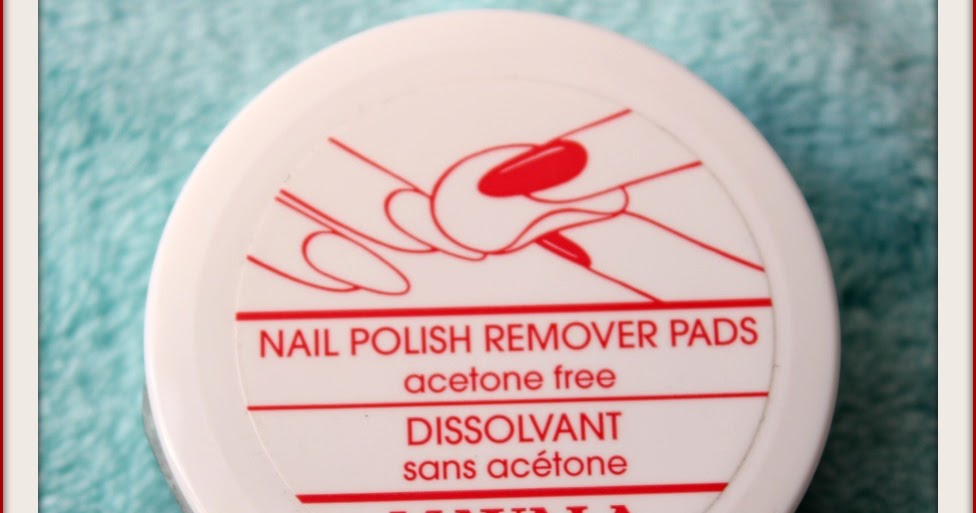 NAIL POLISH REMOVER PADS
acetone free
DISSOLVANT
sans acétone